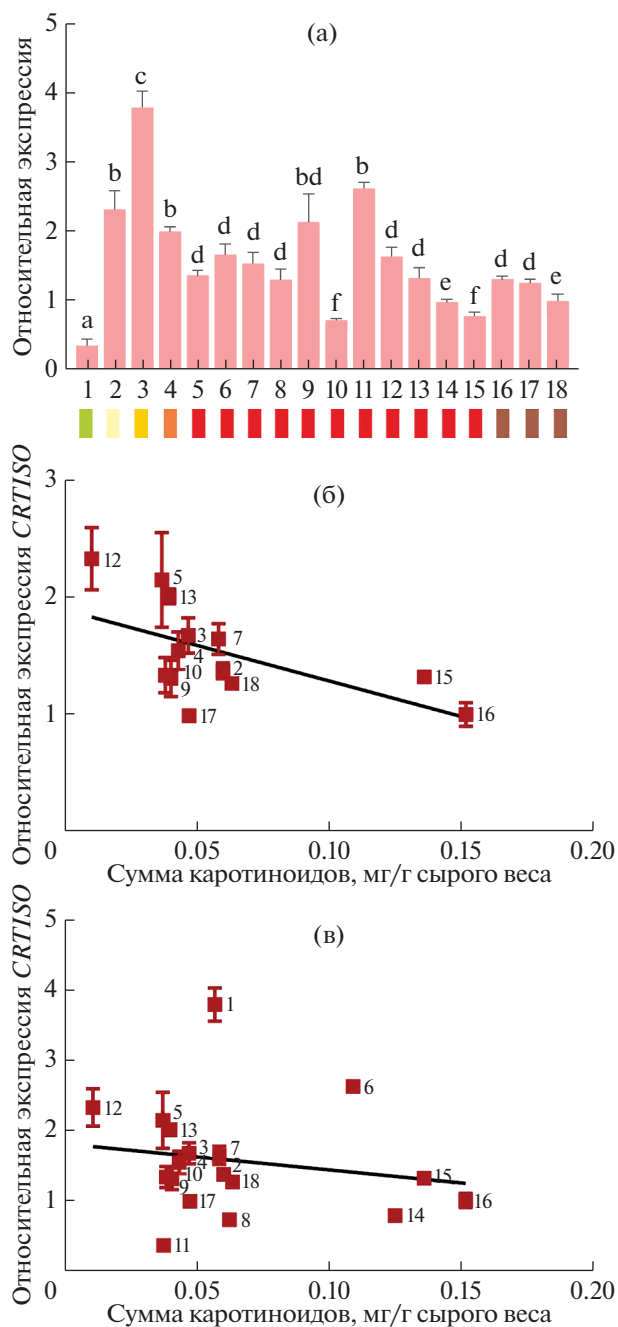 (а)
Относительная экспрессия
5
4
3
2
1
0
a
b
c
b
d
d
d
d
bd
f
b
d
d
e
f
d
d
e
1 2 3 4 5 6 7 8 9 10 11 12 13 14 15 16 17 18
(б)
Относительная экспрессия CRTISO
3
2
1
0
12
5
13
3
4
7
10
2
9
18
17
15
16
0.05 0.10 0.15 0.20
Сумма каротиноидов, мг/г сырого веса
(в)
Относительная экспрессия CRTISO
5
4
3
2
1
0
1
12
5
13
6
3
7
4
2
10
9
18
17
8
11
15
16
14
0.05 0.10 0.15 0.20
Сумма каротиноидов, мг/г сырого веса